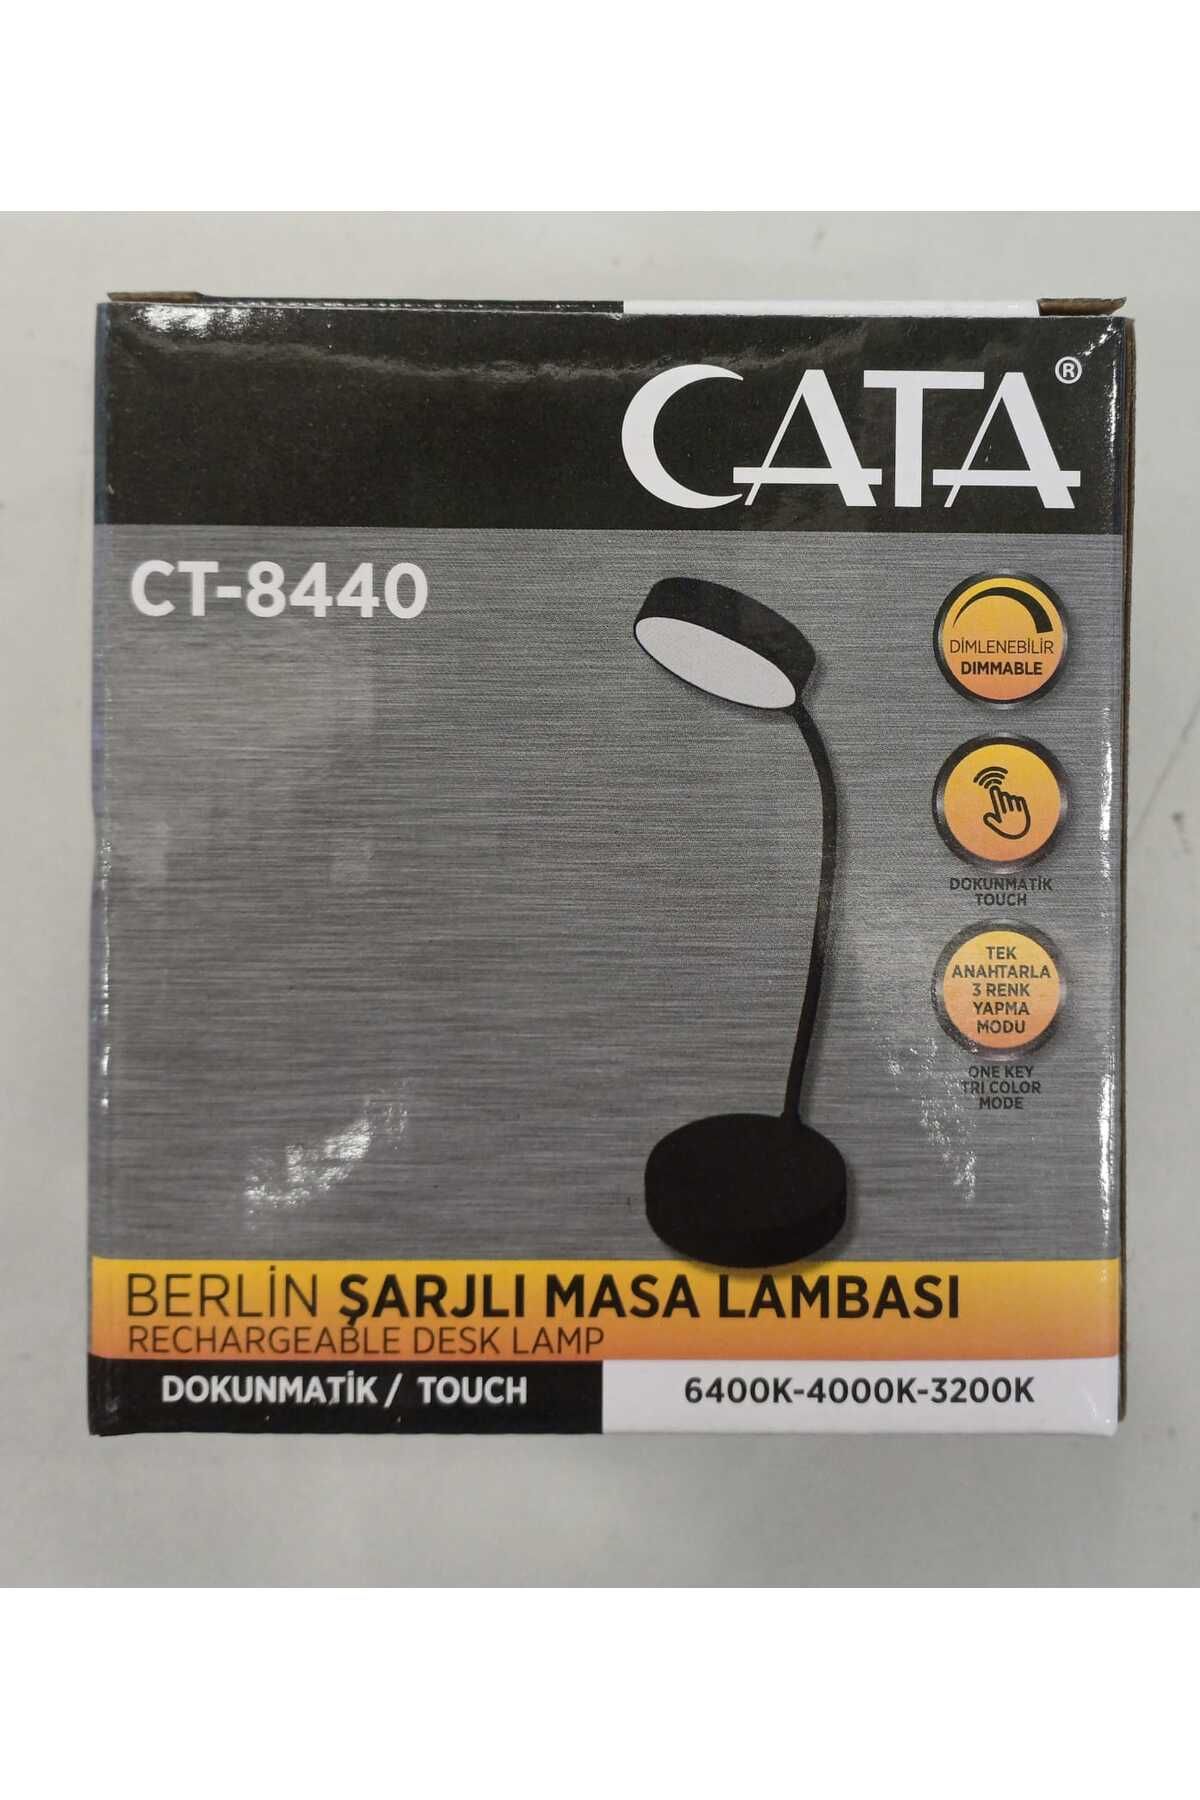 CATA®
CT-8440
DİMLENEBİLİR
DIMMABLE
DOKUNMATİK
TOUCH
TEK
ANAHTARLA
3 RENK
YAPMA
MODU
ONE KEY
TRI COLOR
MODE
BERLİN ŞARJLI MASA LAMBASI
RECHARGEABLE DESK LAMP
DOKUNMATİK / TOUCH
6400K-4000K-3200K